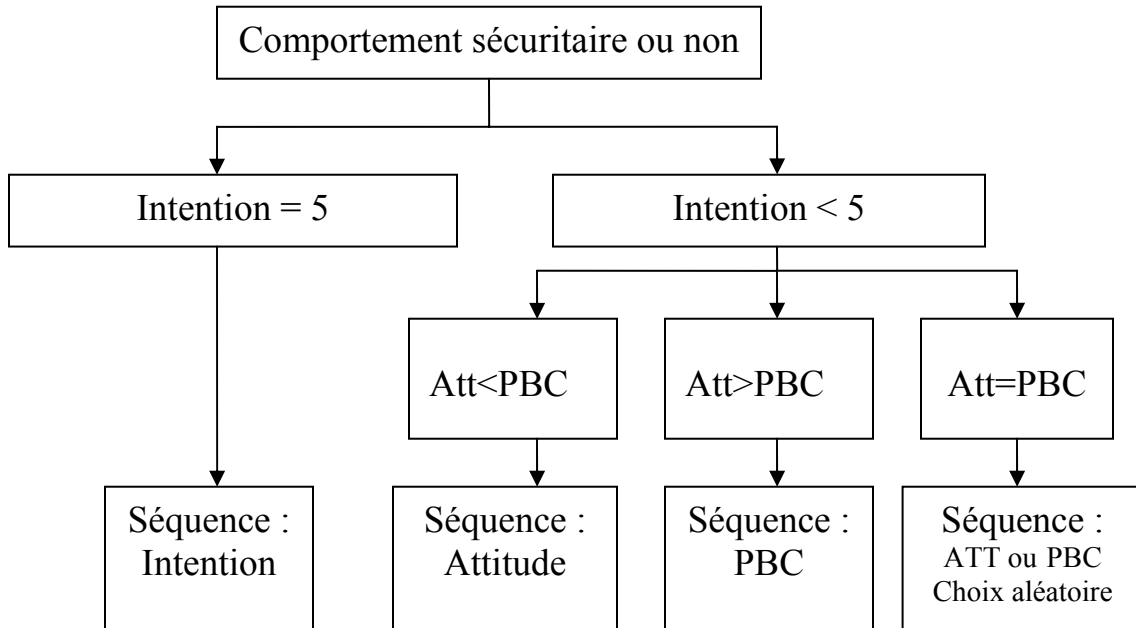 Comportement sécuritaire ou non
Intention = 5
Intention < 5
Att<PBC
Att>PBC
Att=PBC
Séquence :
Intention
Séquence :
Attitude
Séquence :
PBC
Séquence :
ATT ou PBC
Choix aléatoire